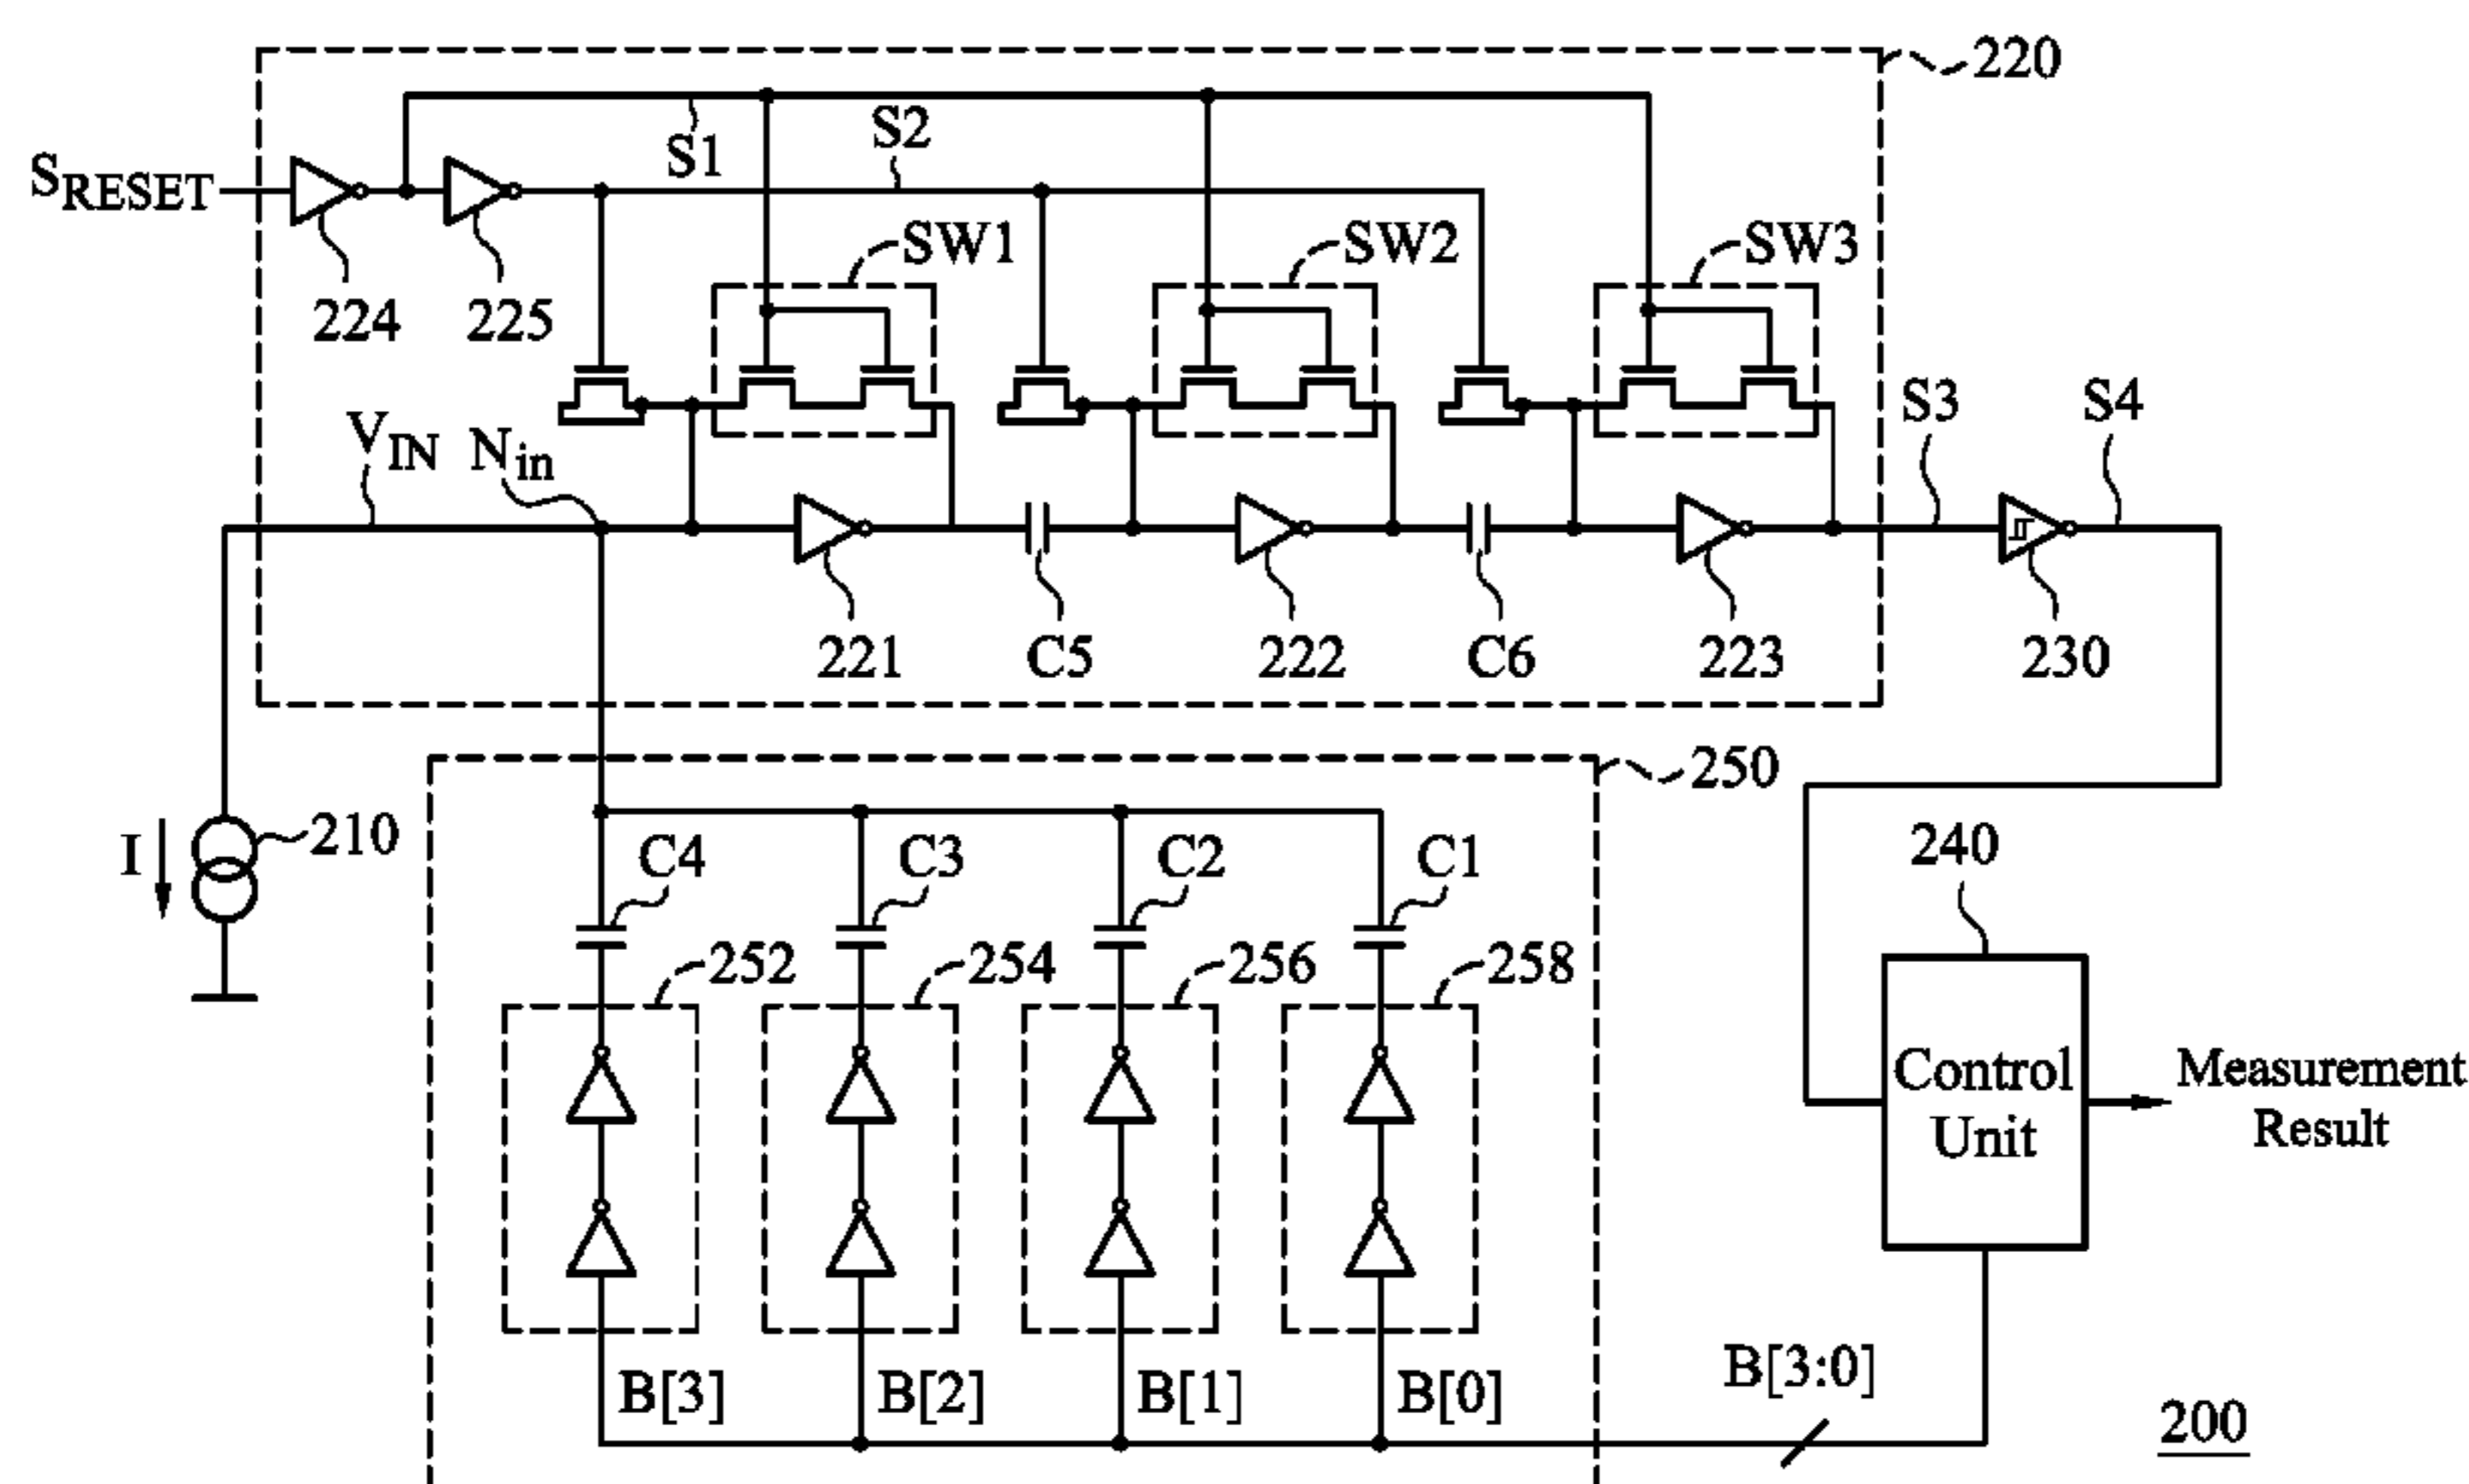 220
S1
S2
SRESET
SW1
SW2
SW3
224
225
VIN
Nin
S3
S4
221
C5
222
C6
223
230
250
I
210
C4
C3
C2
C1
240
252
254
256
258
Control
Unit
Measurement
Result
B[3]
B[2]
B[1]
B[0]
B[3:0]
200